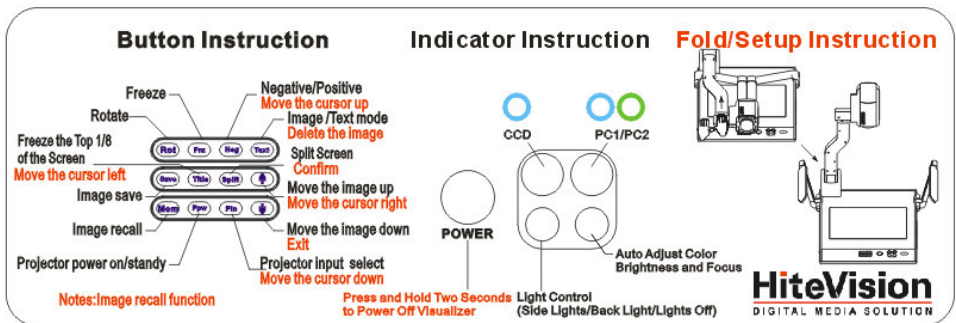 Button Instruction
Freeze
Rotate
Negative/Positive
Move the cursor up
Image /Text mode
Delete the image
Rot Frz Neg Text
Freeze the Top 1/8
of the Screen
Move the cursor left
Split Screen
Confirm
Save Title Split
Image save
Move the image up
Move the cursor right
Mem Ppw Pin
Image recall
Move the image down
Exit
Projector power on/standy
Projector input select
Move the cursor down
Notes:Image recall function
Indicator Instruction
CCD
PC1/PC2
POWER
Auto Adjust Color
Brightness and Focus
Press and Hold Two Seconds
to Power Off Visualizer
Light Control
(Side Lights/Back Light/Lights Off)
Fold/Setup Instruction
HiteVision
DIGITAL MEDIA SOLUTION